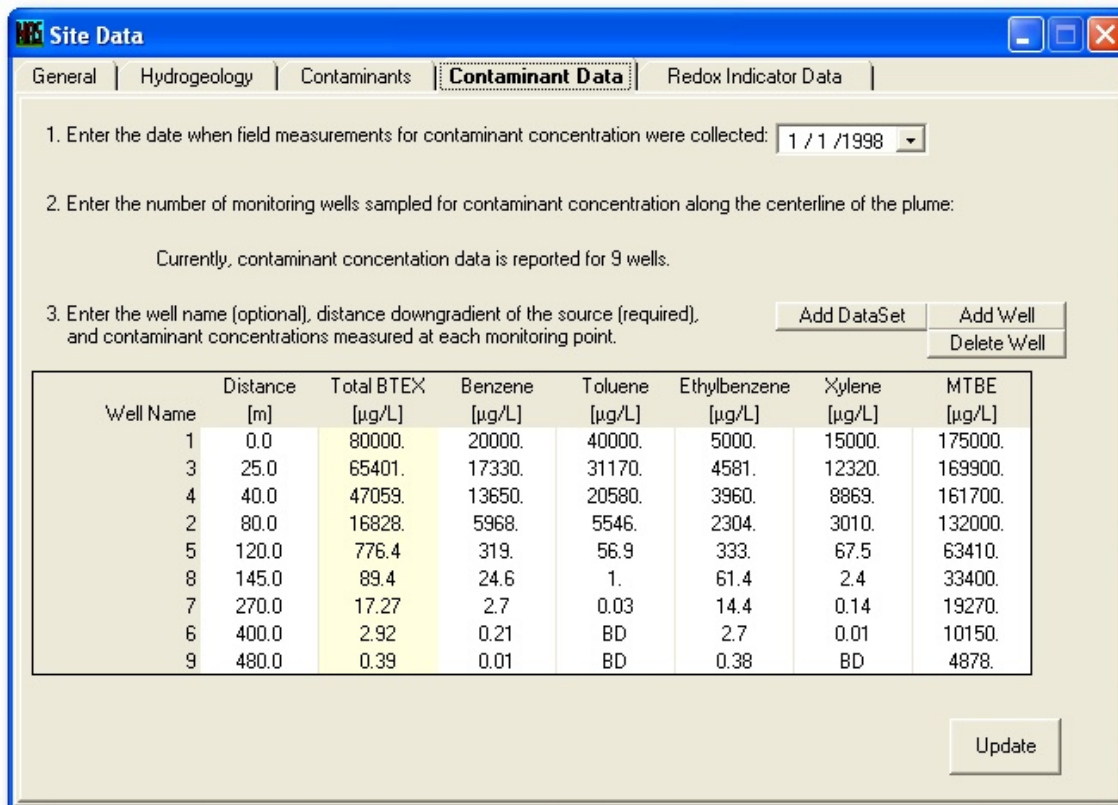 Site Data
General Hydrogeology Contaminants Contaminant Data Redox Indicator Data
1. Enter the date when field measurements for contaminant concentration were collected: 1 / 1 /1998
2. Enter the number of monitoring wells sampled for contaminant concentration along the centerline of the plume:
Currently, contaminant concentation data is reported for 9 wells.
3. Enter the well name (optional), distance downgradient of the source (required), Add DataSet Add Well
and contaminant concentrations measured at each monitoring point. Delete Well
Distance Total BTEX Benzene Toluene Ethylbenzene Xylene MTBE
Well Name [m] [µg/L] [µg/L] [µg/L] [µg/L] [µg/L] [µg/L]
1 0.0 80000. 20000. 40000. 5000. 15000. 175000.
3 25.0 65401. 17330. 31170. 4581. 12320. 169900.
4 40.0 47059. 13650. 20580. 3960. 8869. 161700.
2 80.0 16828. 5968. 5546. 2304. 3010. 132000.
5 120.0 776.4 319. 56.9 333. 67.5 63410.
8 145.0 89.4 24.6 1. 61.4 2.4 33400.
7 270.0 17.27 2.7 0.03 14.4 0.14 19270.
6 400.0 2.92 0.21 BD 2.7 0.01 10150.
9 480.0 0.39 0.01 BD 0.38 BD 4878.
Update